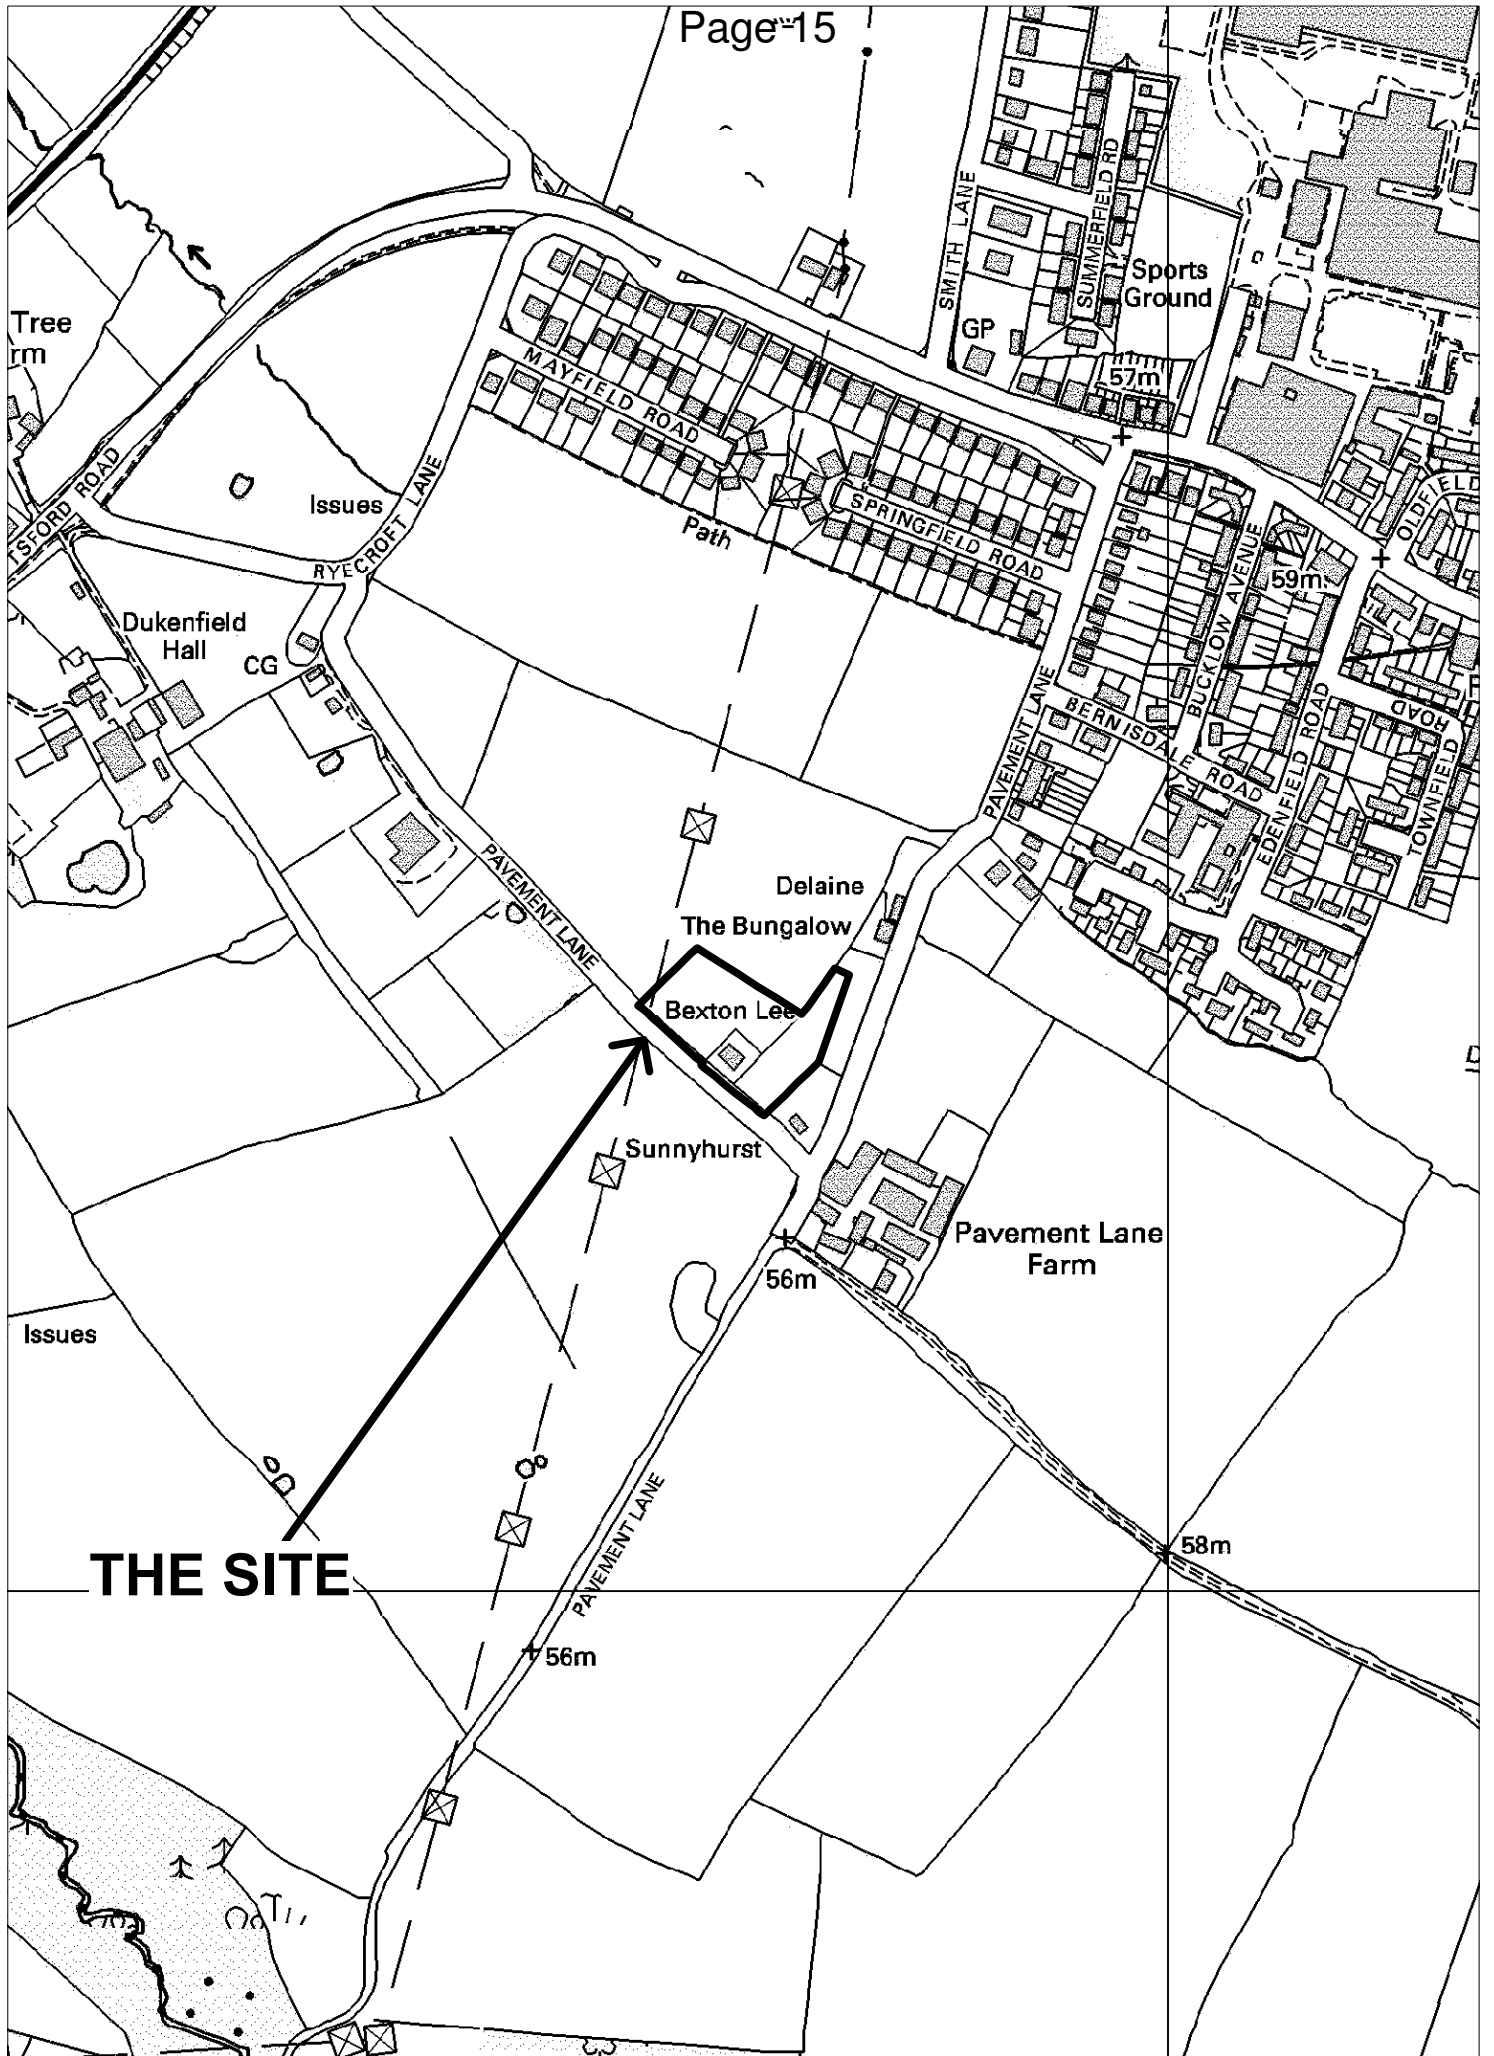 Page 15
SMITH LANE
SUMMERFIELD RD
Sports
Ground
GP
57m
Tree
rm
MAYFIELD ROAD
OLDFIELD
TSFORD ROAD
Issues
RYECROFT LANE
Path
SPRINGFIELD ROAD
BUCKLOW AVENUE
59m
Dukenfield
Hall
CG
PAVEMENT LANE
BERNISDALE ROAD
EDENFIELD ROAD
ROAD
TOWNFIELD
PAVEMENT LANE
Delaine
The Bungalow
Bexton Lee
Sunnyhurst
Pavement Lane
Farm
56m
Issues
PAVEMENT LANE
58m
THE SITE
56m